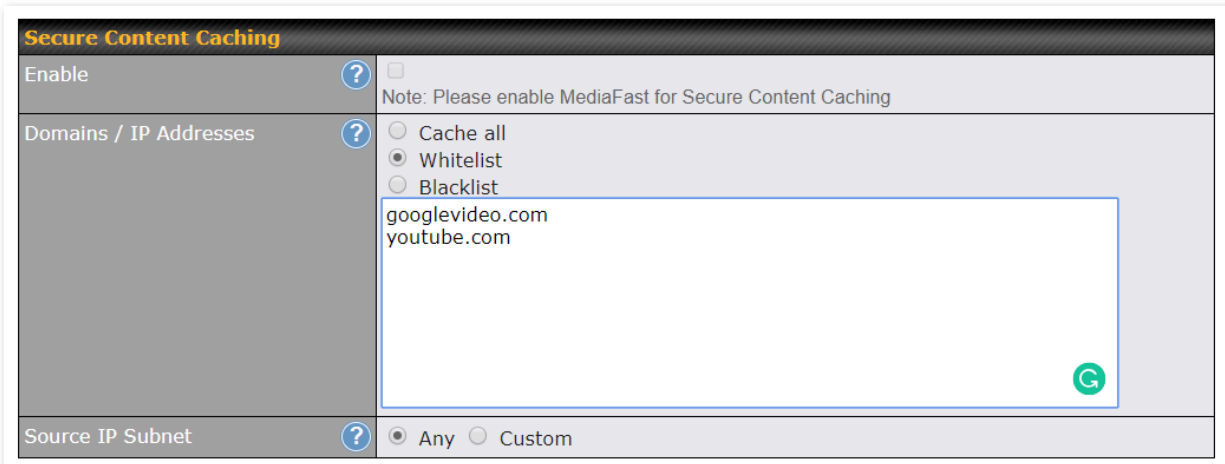 Secure Content Caching
Enable ?
Note: Please enable MediaFast for Secure Content Caching
Domains / IP Addresses ?
Cache all
Whitelist
Blacklist
googlevideo.com
youtube.com
G
Source IP Subnet ? Any Custom